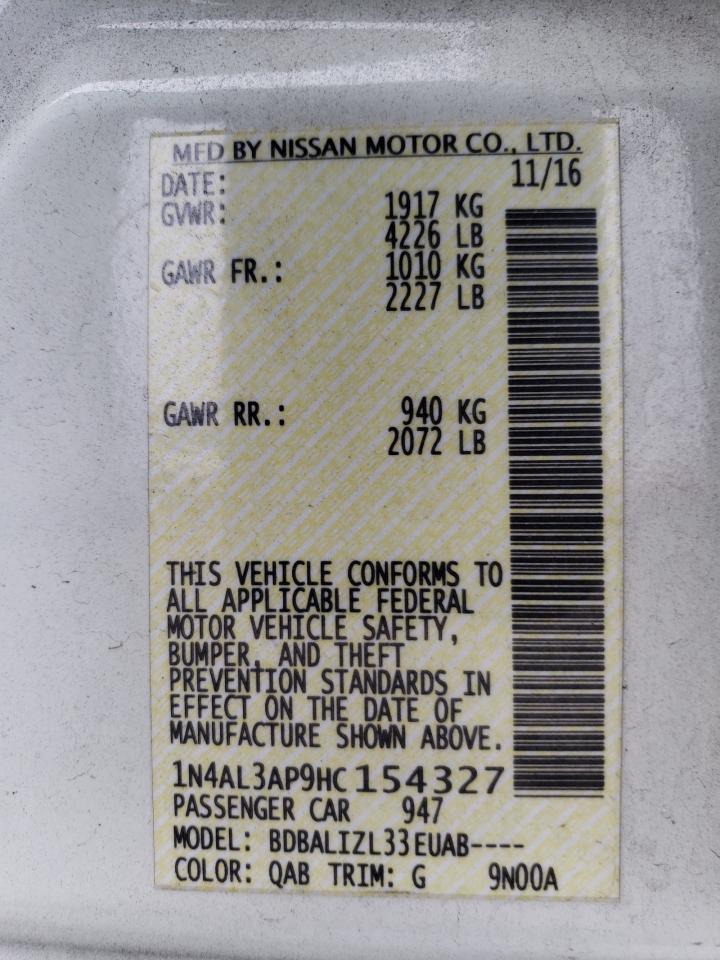 MFD BY NISSAN MOTOR CO., LTD.
DATE: 11/16
GVWR: 1917 KG
4226 LB
GAWR FR.: 1010 KG
2227 LB
GAWR RR.: 940 KG
2072 LB
THIS VEHICLE CONFORMS TO
ALL APPLICABLE FEDERAL
MOTOR VEHICLE SAFETY,
BUMPER, AND THEFT
PREVENTION STANDARDS IN
EFFECT ON THE DATE OF
MANUFACTURE SHOWN ABOVE.
1N4AL3AP9HC154327
PASSENGER CAR 947
MODEL: BDBALIZL33EUAB----
COLOR: QAB TRIM: G 9N00A